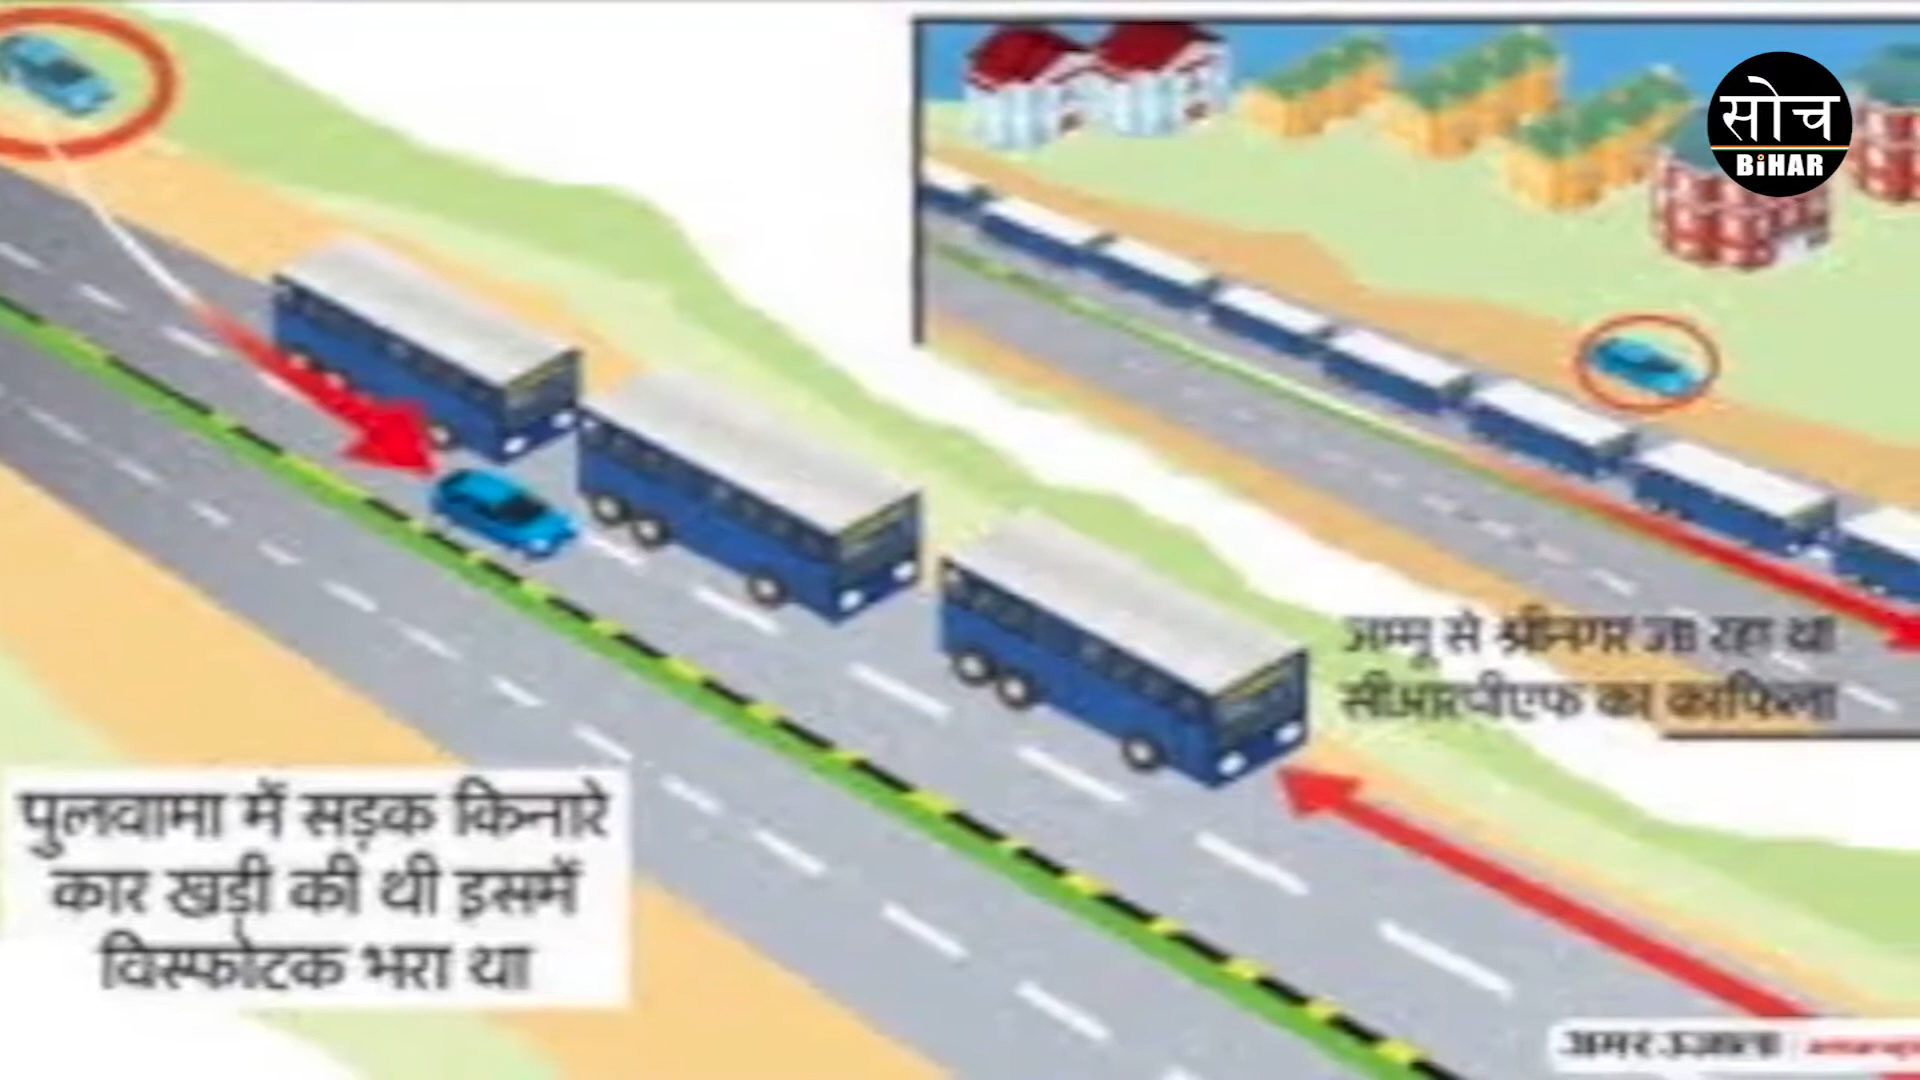 सोच
BiHAR
जम्मू से श्रीनगर जा रहा था
सीआरपीएफ का काफिला
पुलवामा में सड़क किनारे
कार खड़ी की थी इसमें
विस्फोटक भरा था
अमर उजाला